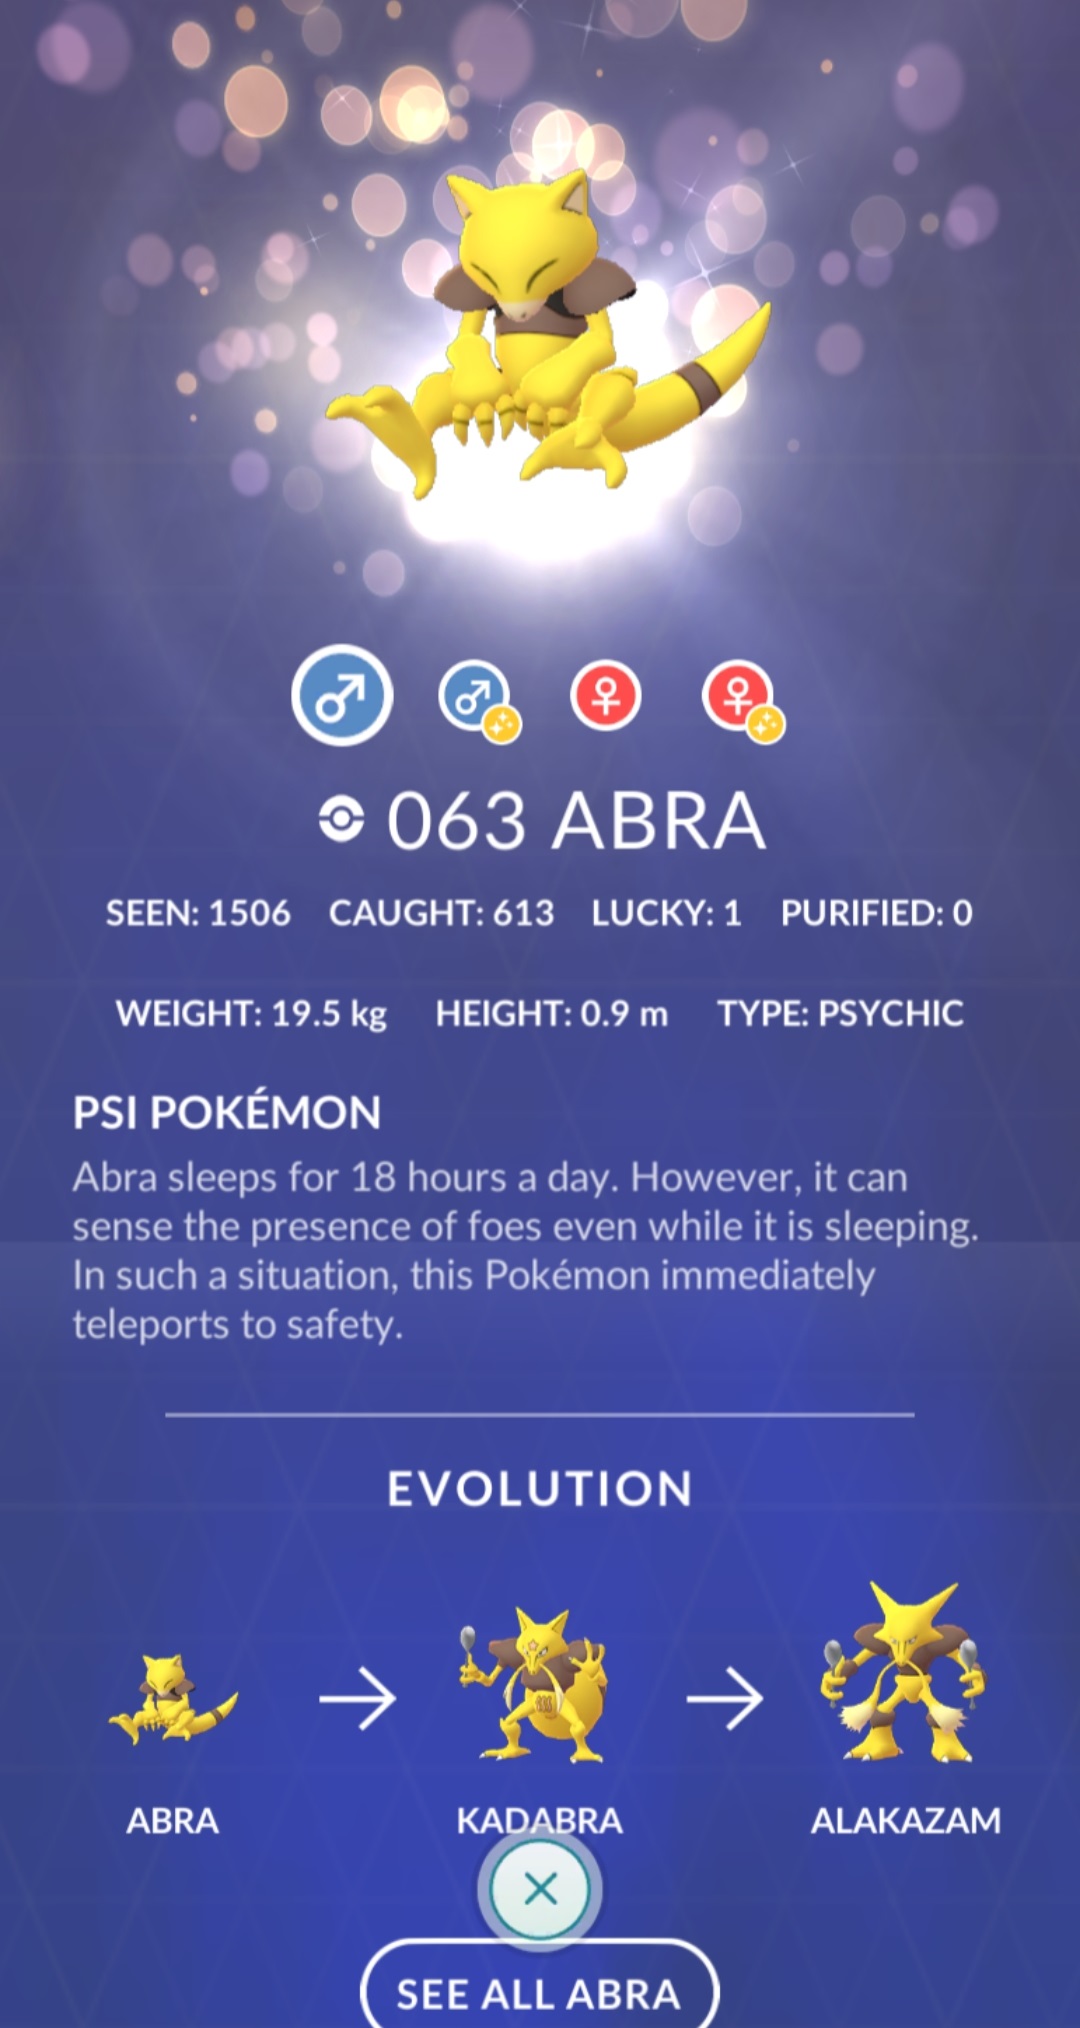 063 ABRA
SEEN: 1506 CAUGHT: 613 LUCKY: 1 PURIFIED: 0
WEIGHT: 19.5 kg HEIGHT: 0.9 m TYPE: PSYCHIC
PSI POKÉMON
Abra sleeps for 18 hours a day. However, it can
sense the presence of foes even while it is sleeping.
In such a situation, this Pokémon immediately
teleports to safety.
EVOLUTION
ABRA KADABRA ALAKAZAM
SEE ALL ABRA